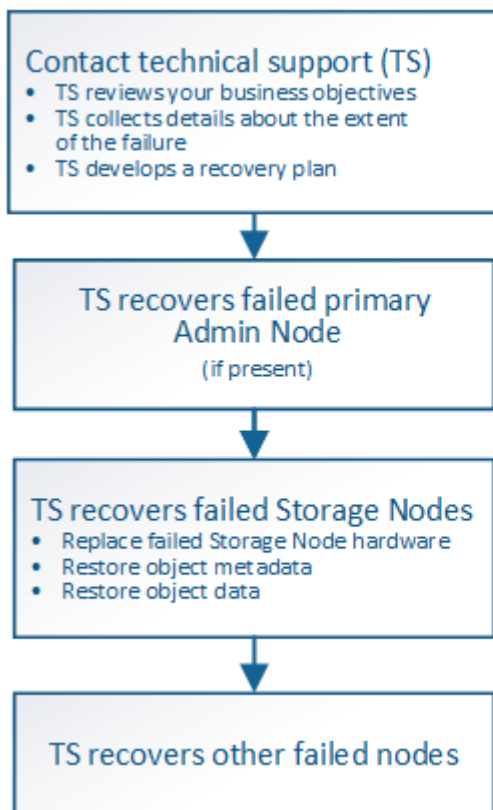 Contact technical support (TS)
• TS reviews your business objectives
• TS collects details about the extent
of the failure
• TS develops a recovery plan
TS recovers failed primary
Admin Node
(if present)
TS recovers failed Storage Nodes
• Replace failed Storage Node hardware
• Restore object metadata
• Restore object data
TS recovers other failed nodes